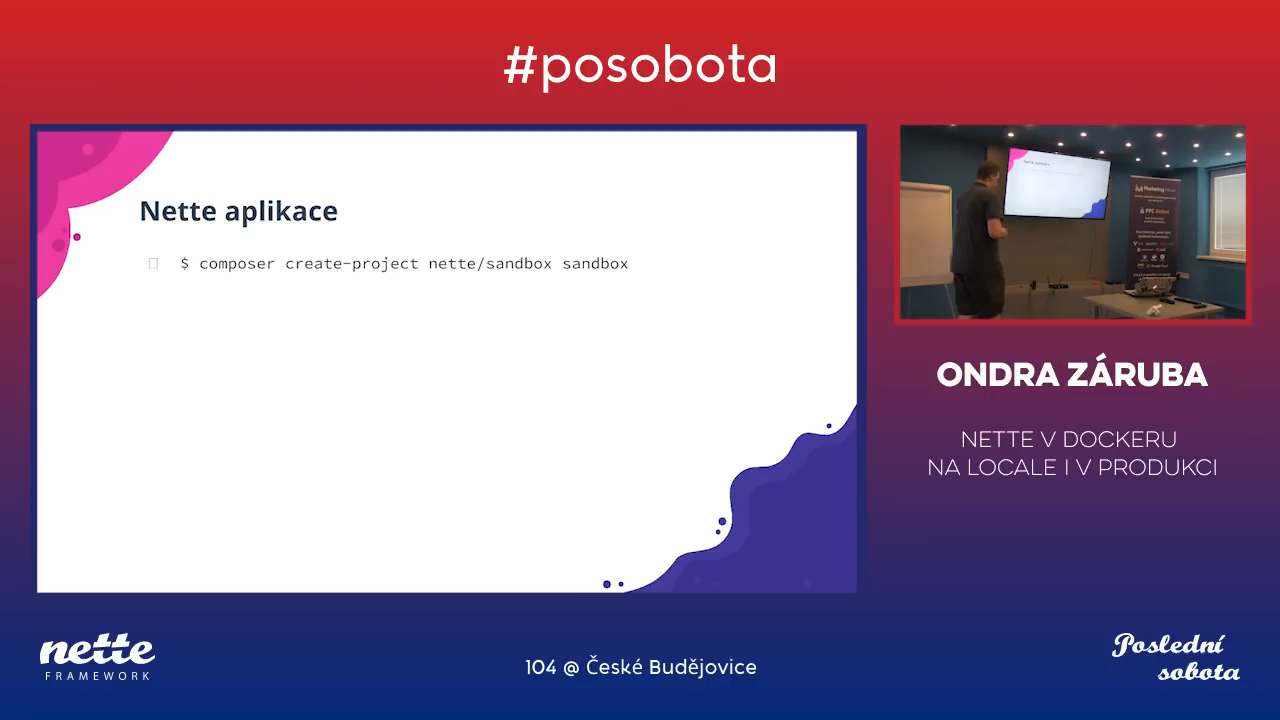 #posobota
Nette aplikace
$ composer create-project nette/sandbox sandbox
ONDRA ZÁRUBA
NETTE V DOCKERU
NA LOCALE I V PRODUKCI
nette
FRAMEWORK
104 @ České Budějovice
Poslední
sobota